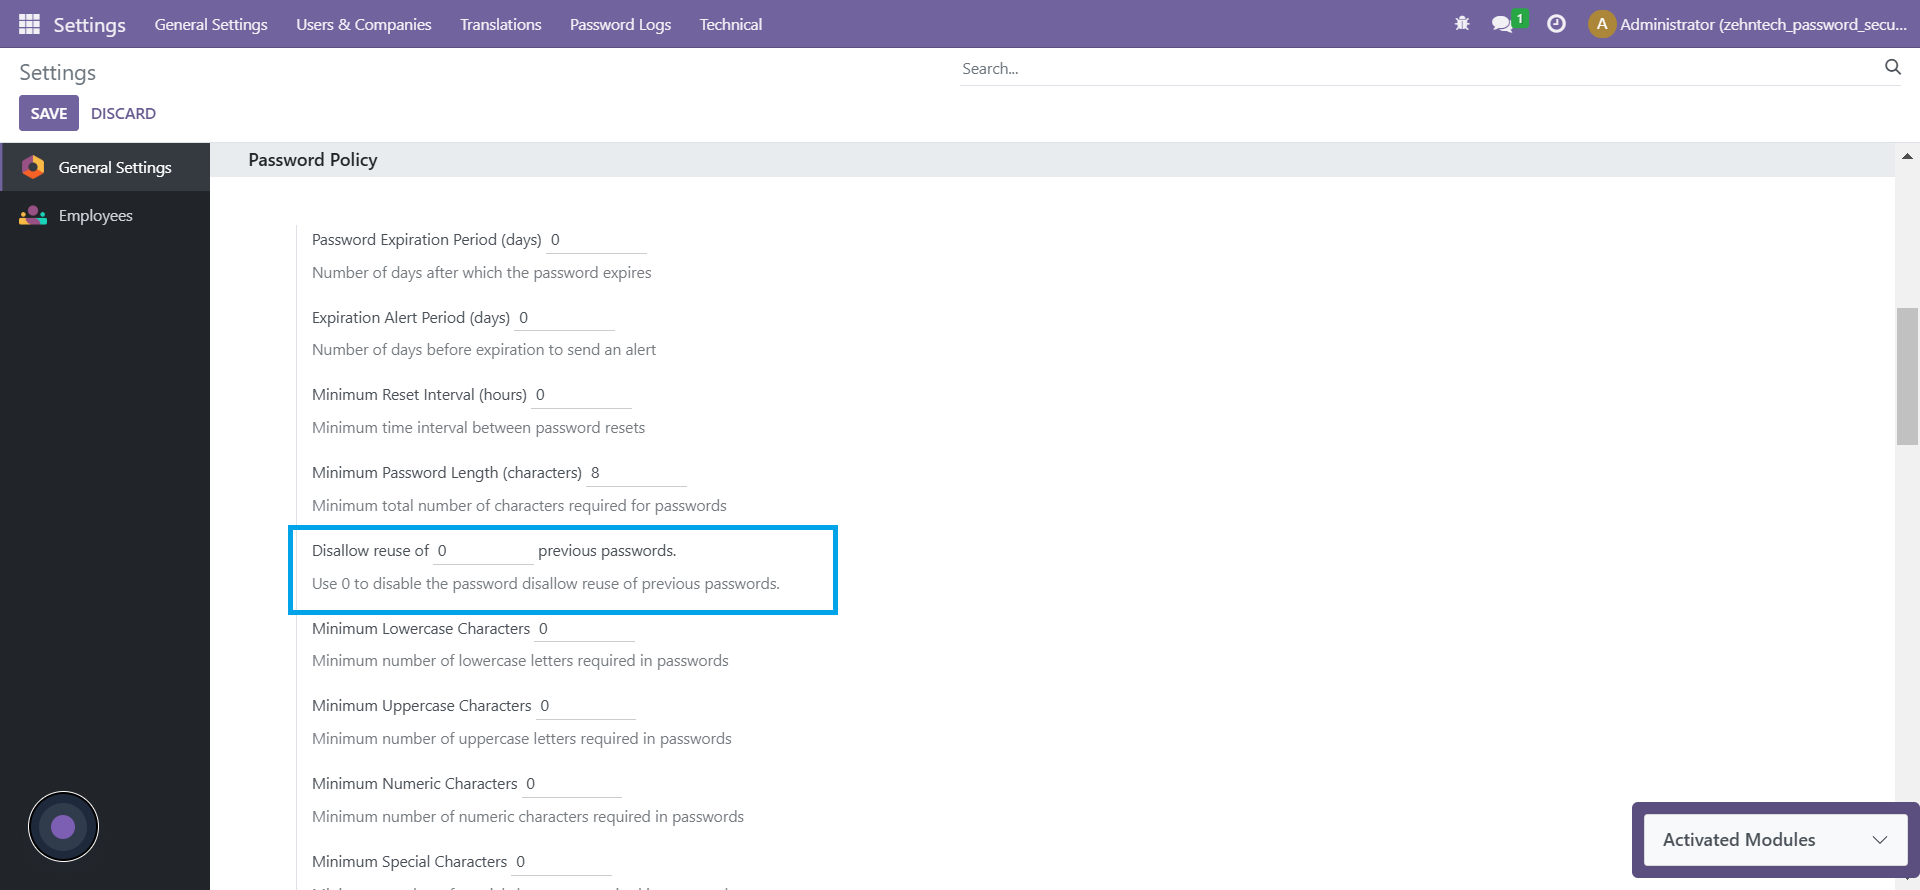 Settings General Settings Users & Companies Translations Password Logs Technical 1 A Administrator (zehntech_password_secu...
Settings
Search...
SAVE DISCARD
General Settings
Employees
Password Policy
Password Expiration Period (days) 0
Number of days after which the password expires
Expiration Alert Period (days) 0
Number of days before expiration to send an alert
Minimum Reset Interval (hours) 0
Minimum time interval between password resets
Minimum Password Length (characters) 8
Minimum total number of characters required for passwords
Disallow reuse of 0 previous passwords.
Use 0 to disable the password disallow reuse of previous passwords.
Minimum Lowercase Characters 0
Minimum number of lowercase letters required in passwords
Minimum Uppercase Characters 0
Minimum number of uppercase letters required in passwords
Minimum Numeric Characters 0
Minimum number of numeric characters required in passwords
Minimum Special Characters 0
Activated Modules